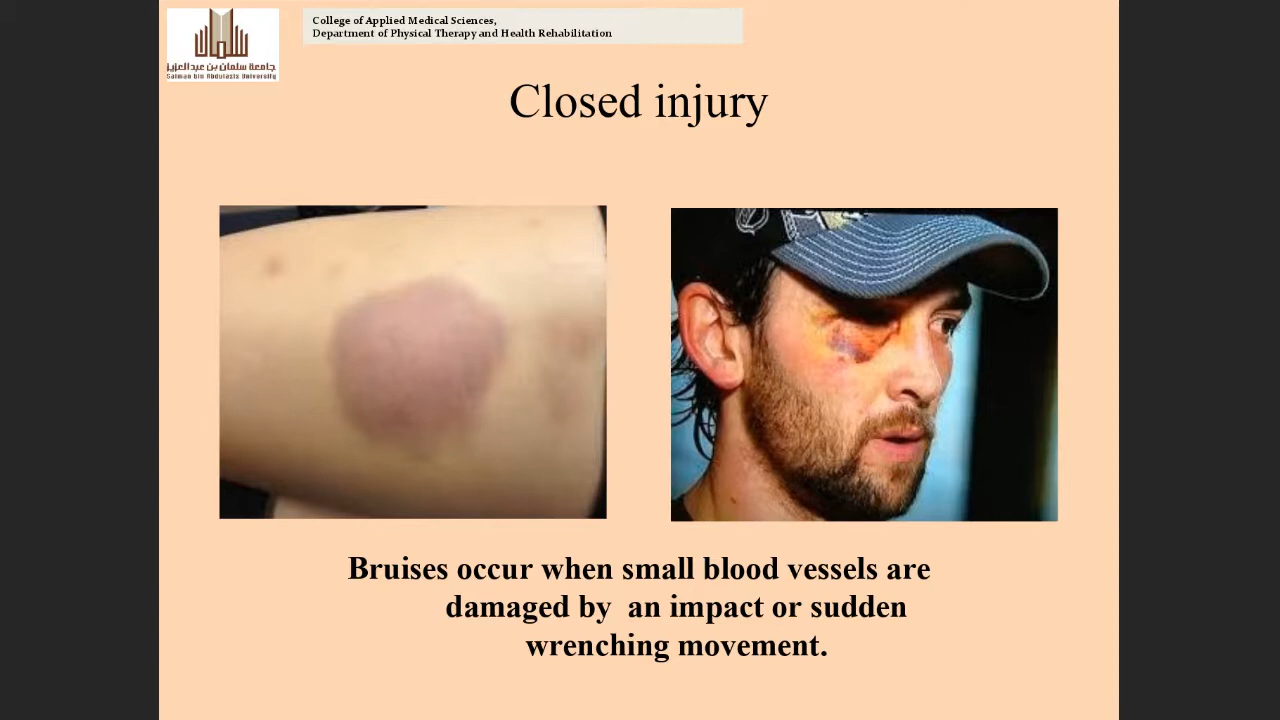 جامعة سلمان بن عبدالعزيز
Salman bin Abdulaziz University
College of Applied Medical Sciences,
Department of Physical Therapy and Health Rehabilitation
Closed injury
Bruises occur when small blood vessels are
damaged by an impact or sudden
wrenching movement.